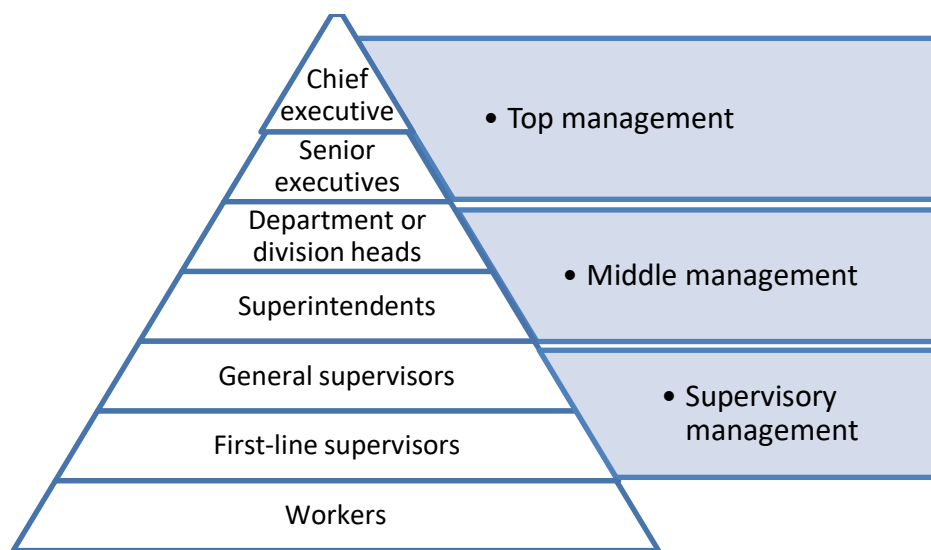 Chief
executive
Senior
executives
Department or
division heads
Superintendents
General supervisors
First-line supervisors
Workers
• Top management
• Middle management
• Supervisory
management